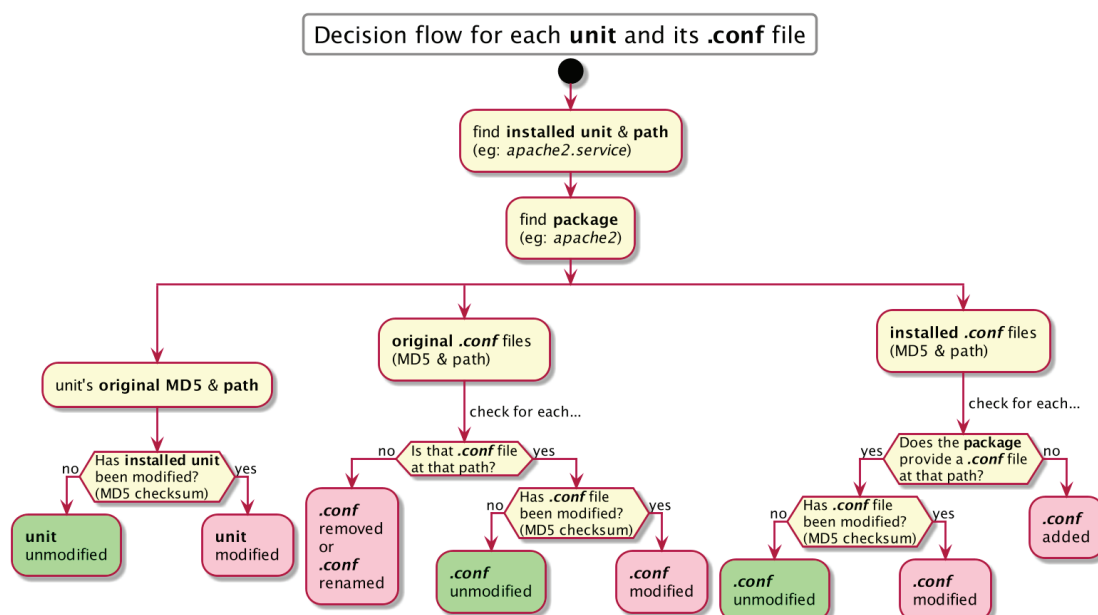 Decision flow for each unit and its .conf file
find installed unit & path
(eg: apache2.service)
find package
(eg: apache2)
unit's original MD5 & path
Has installed unit
been modified?
(MD5 checksum)
no
yes
unit
unmodified
unit
modified
original .conf files
(MD5 & path)
check for each...
Is that .conf file
at that path?
no
yes
.conf
removed
or
.conf
renamed
Has .conf file
been modified?
(MD5 checksum)
no
yes
.conf
unmodified
.conf
modified
installed .conf files
(MD5 & path)
check for each...
Does the package
provide a .conf file
at that path?
yes
no
Has .conf file
been modified?
(MD5 checksum)
no
yes
.conf
unmodified
.conf
modified
.conf
added